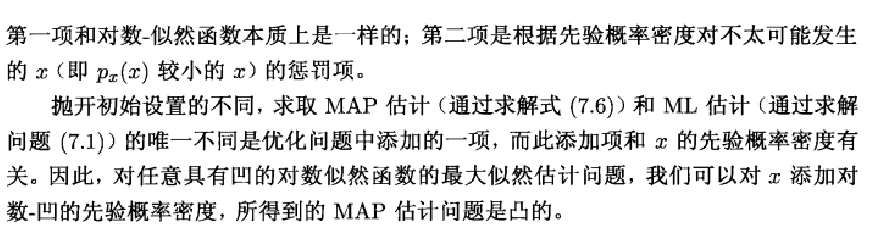 第一项和对数-似然函数本质上是一样的；第二项是根据先验概率密度对不太可能发生
的 x（即 pₓ(x) 较小的 x）的惩罚项。
抛开初始设置的不同，求取 MAP 估计（通过求解式 (7.6)）和 ML 估计（通过求解
问题 (7.1)）的唯一不同是优化问题中添加的一项，而此添加项和 x 的先验概率密度有
关。因此，对任意具有凹的对数似然函数的最大似然估计问题，我们可以对 x 添加对
数-凹的先验概率密度，所得到的 MAP 估计问题是凸的。